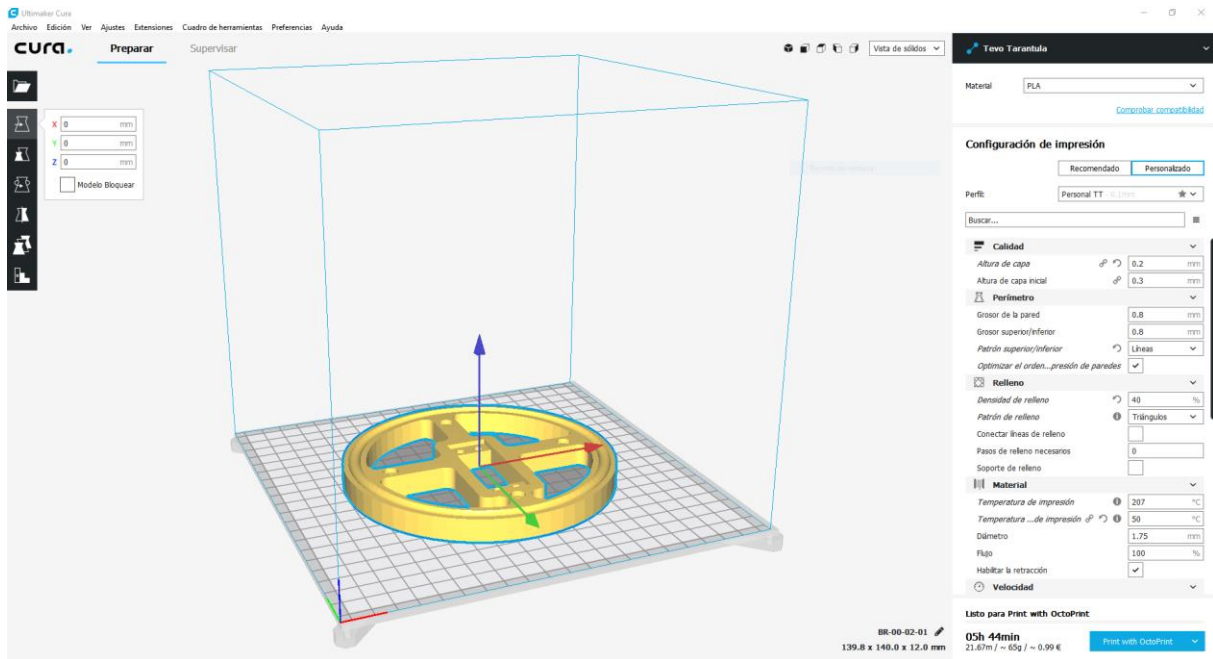 Ultimaker Cura
Archivo Edición Ver Ajustes Extensiones Cuadro de herramientas Preferencias Ayuda
cura.
Preparar Supervisar
Vista de sólidos
Tevo Tarantula
X 0 mm
Y 0 mm
Z 0 mm
Modelo Bloquear
Material PLA
Comprobar compatibilidad
Configuración de impresión
Recomendado Personalizado
Perfil: Personal TT - 0.1mm
Buscar...
Calidad
Altura de capa 0.2 mm
Altura de capa inicial 0.3 mm
Perímetro
Grosor de la pared 0.8 mm
Grosor superior/inferior 0.8 mm
Patrón superior/inferior Líneas
Optimizar el orden...presión de paredes
Relleno
Densidad de relleno 40 %
Patrón de relleno Triángulos
Conectar líneas de relleno
Pasos de relleno necesarios 0
Soporte de relleno
Material
Temperatura de impresión 207 °C
Temperatura ...de impresión 50 °C
Diámetro 1.75 mm
Flujo 100 %
Habilitar la retracción
Velocidad
Listo para Print with OctoPrint
05h 44min
21.67m / ~ 65g / ~ 0.99 €
Print with OctoPrint
BR-00-02-01
139.8 x 140.0 x 12.0 mm